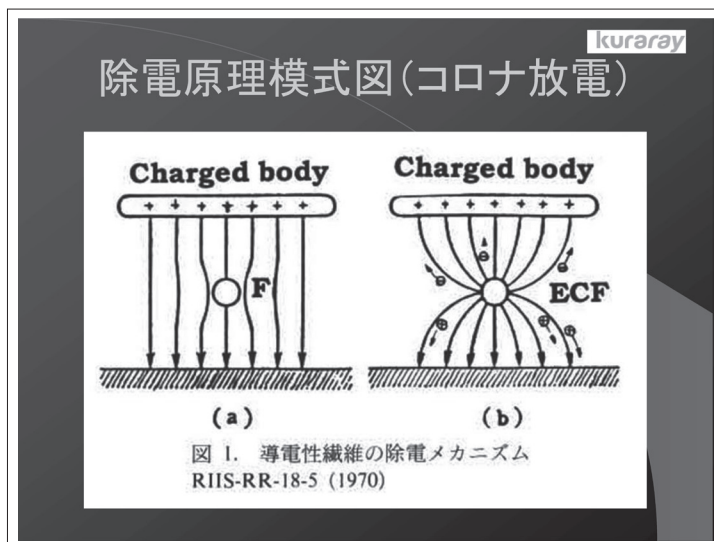 kuraray
除電原理模式図(コロナ放電)
Charged body
+ + + + + + +
F
(a)
Charged body
+ + + + + + +
⊖ ⊖ ⊖
ECF
⊕ ⊕ ⊕
(b)
図 1. 導電性繊維の除電メカニズム
RIIS-RR-18-5 (1970)